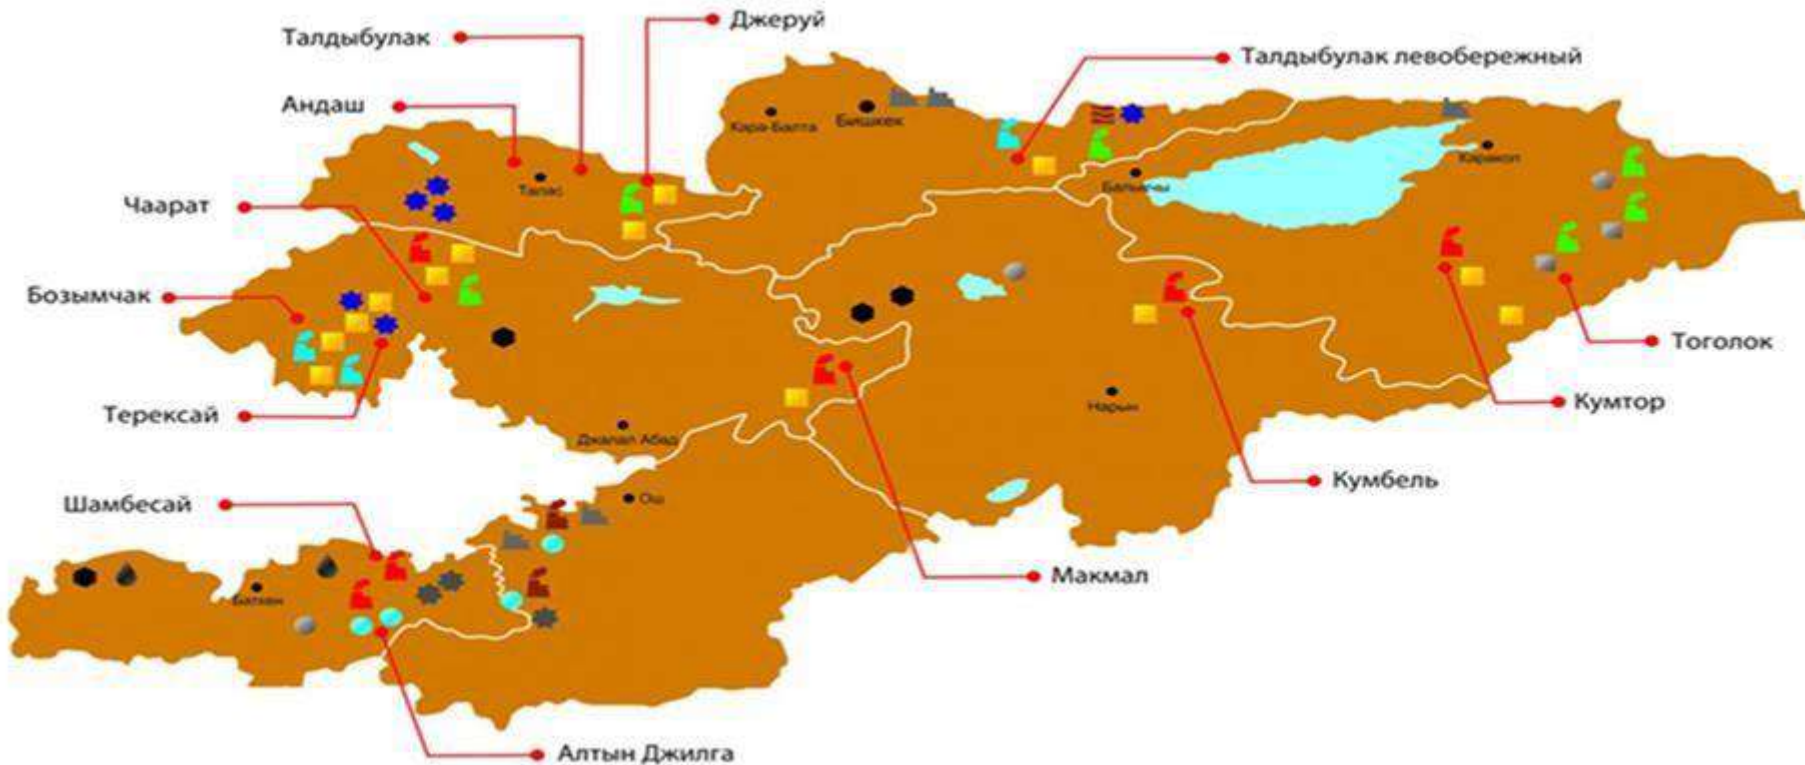 Джеруй
Талдыбулак
Талдыбулак левобережный
Андаш
Кара-Балта
Бишкек
Каракол
Талас
Балыкчы
Чаарат
Бозымчак
Тоголок
Нарын
Кумтор
Терексай
Джалал Абад
Кумбель
Ош
Шамбесай
Макмал
Баткен
Алтын Джилга